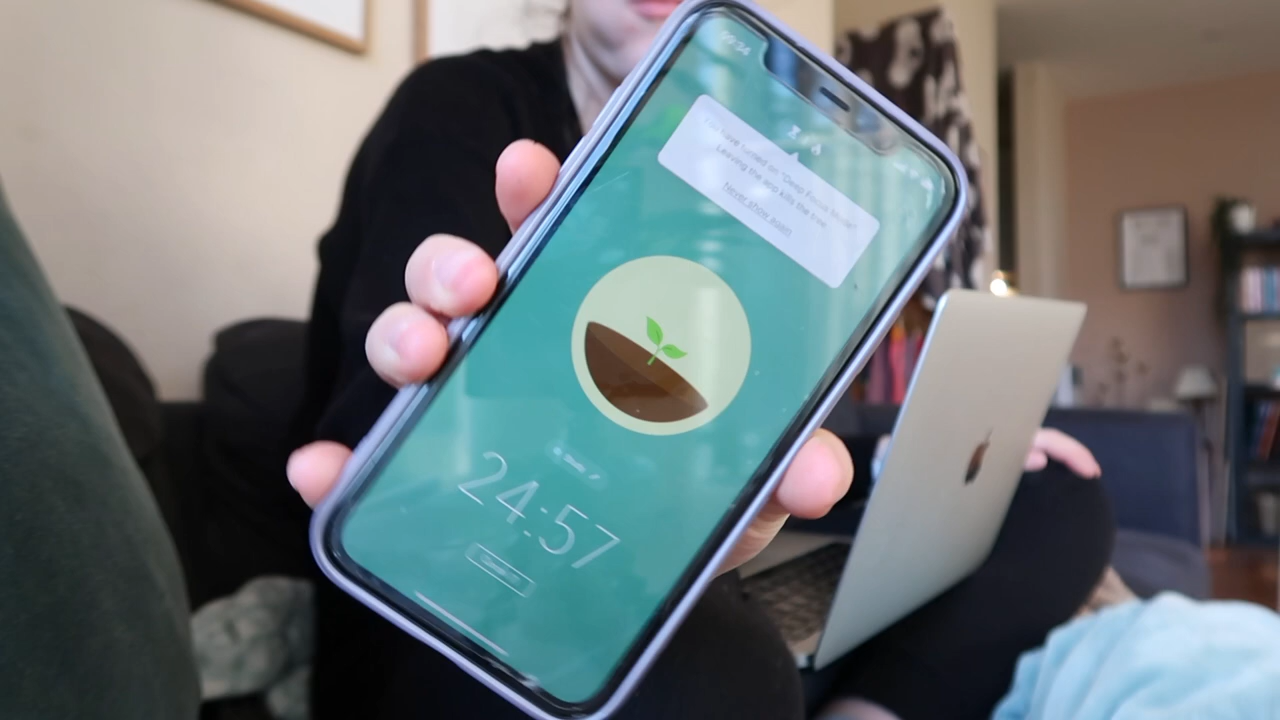 You have turned on "Deep Focus Mode"
Leaving the app kills the tree.
Never show again
24:57